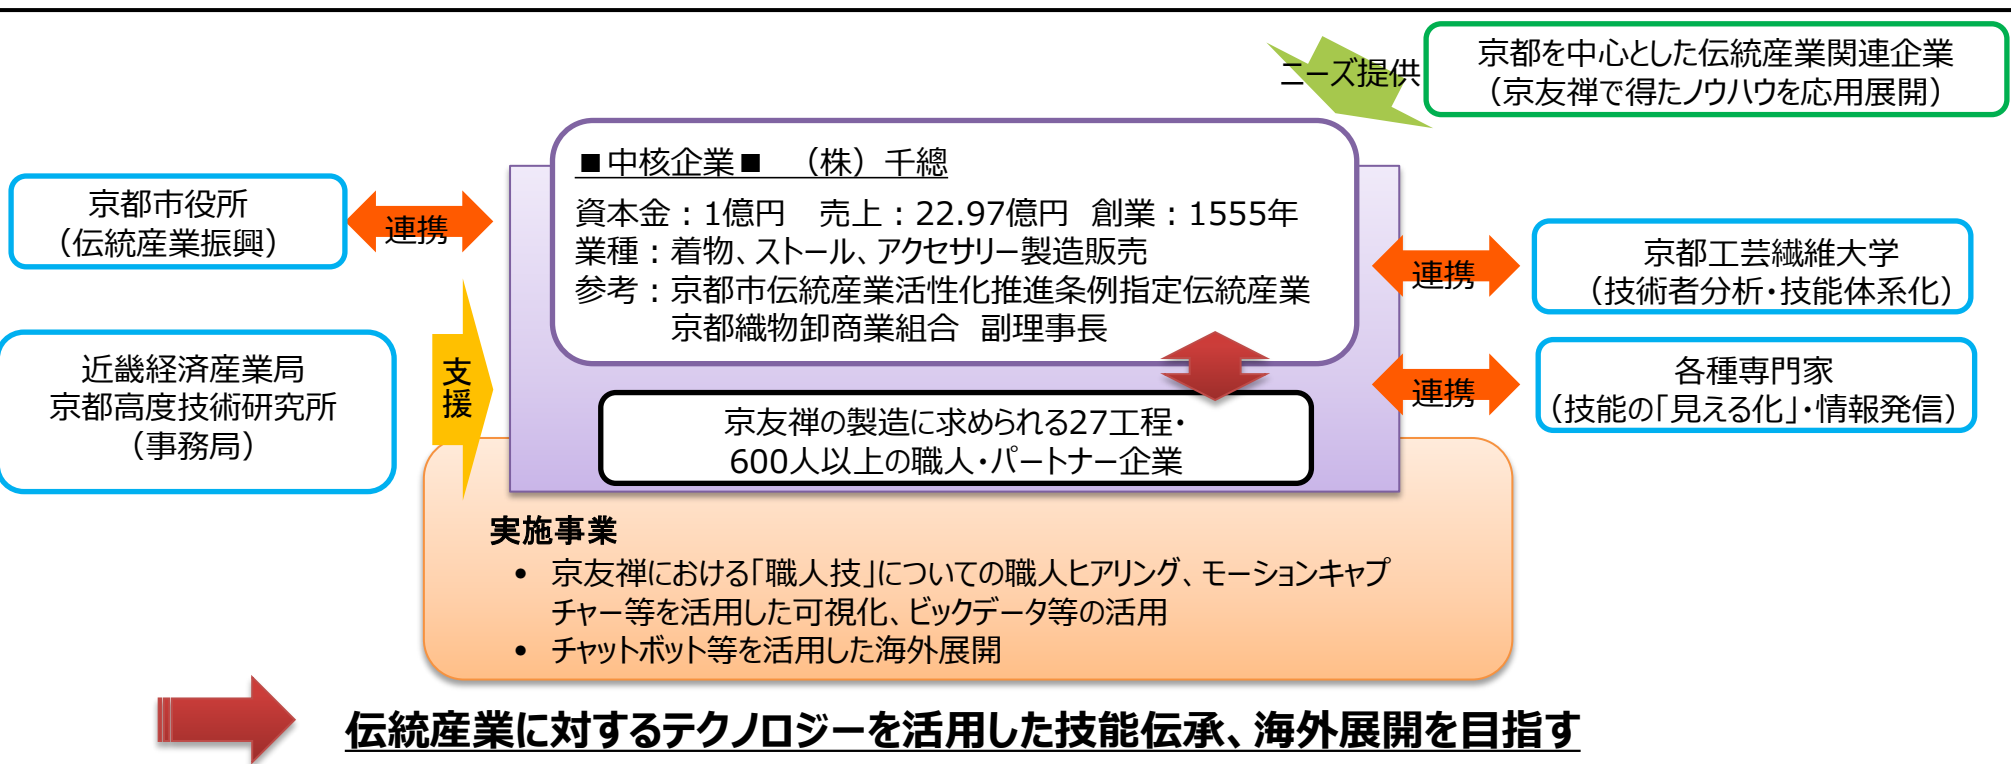 ニーズ提供
京都を中心とした伝統産業関連企業
（京友禅で得たノウハウを応用展開）
■中核企業■　（株）千總
資本金：1億円　売上：22.97億円　創業：1555年
業種：着物、ストール、アクセサリー製造販売
参考：京都市伝統産業活性化推進条例指定伝統産業
京都織物卸商業組合　副理事長
京都市役所
（伝統産業振興）
連携
近畿経済産業局
京都高度技術研究所
（事務局）
支援
連携
京都工芸繊維大学
（技術者分析・技能体系化）
連携
各種専門家
（技能の「見える化」・情報発信）
京友禅の製造に求められる27工程・
600人以上の職人・パートナー企業
実施事業
• 京友禅における「職人技」についての職人ヒアリング、モーションキャプ
チャー等を活用した可視化、ビックデータ等の活用
• チャットボット等を活用した海外展開
伝統産業に対するテクノロジーを活用した技能伝承、海外展開を目指す